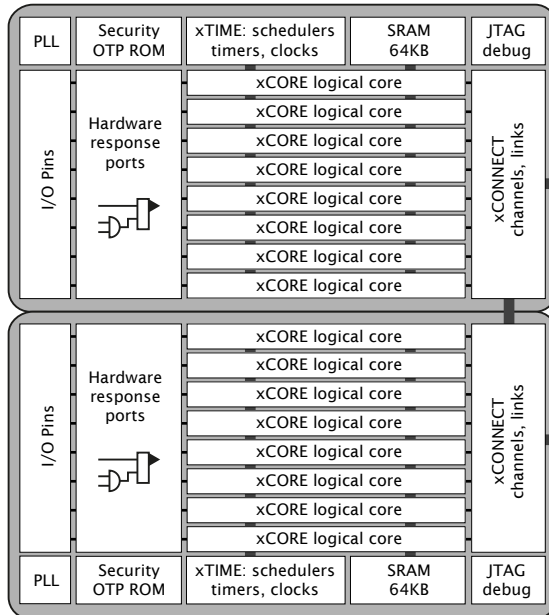 PLL
Security
OTP ROM
xTIME: schedulers
timers, clocks
SRAM
64KB
JTAG
debug
I/O Pins
Hardware
response
ports
xCORE logical core
xCORE logical core
xCORE logical core
xCORE logical core
xCORE logical core
xCORE logical core
xCORE logical core
xCORE logical core
xCONNECT
channels, links
I/O Pins
Hardware
response
ports
xCORE logical core
xCORE logical core
xCORE logical core
xCORE logical core
xCORE logical core
xCORE logical core
xCORE logical core
xCORE logical core
xCONNECT
channels, links
PLL
Security
OTP ROM
xTIME: schedulers
timers, clocks
SRAM
64KB
JTAG
debug